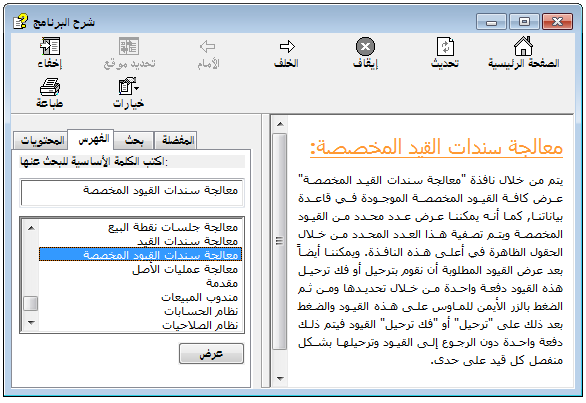 شرح البرنامج
إخفاء
تحديد موقع
الأمام
الخلف
إيقاف
تحديث
الصفحة الرئيسية
طباعة
خيارات
المحتويات
الفهرس
بحث
المفضلة
اكتب الكلمة الأساسية للبحث عنها:
معالجة سندات القيود المخصصة
معالجة جلسات نقطة البيع
معالجة سندات القيد
معالجة سندات القيود المخصصة
معالجة عمليات الأصل
مقدمة
مندوب المبيعات
نظام الحسابات
نظام الصلاحيات
عرض
معالجة سندات القيد المخصصة:
يتم من خلال نافذة "معالجة سندات القيد المخصصة"
عرض كافة القيود المخصصة الموجودة في قاعدة
بياناتنا, كما أنه يمكننا عرض عدد محدد من القيود
المخصصة ويتم تصفية هذا العدد المحدد من خلال
الحقول الظاهرة في أعلى هذه النافذة. ويمكننا أيضاً
بعد عرض القيود المطلوبة أن نقوم بترحيل أو فك ترحيل
هذه القيود دفعة واحدة من خلال تحديدها ومن ثم
الضغط بالزر الأيمن للماوس على هذه القيود والضغط
بعد ذلك على "ترحيل" أو "فك ترحيل" القيود فيتم ذلك
دفعة واحدة دون الرجوع إلى القيود وترحيلها بشكل
منفصل كل قيد على حدى.